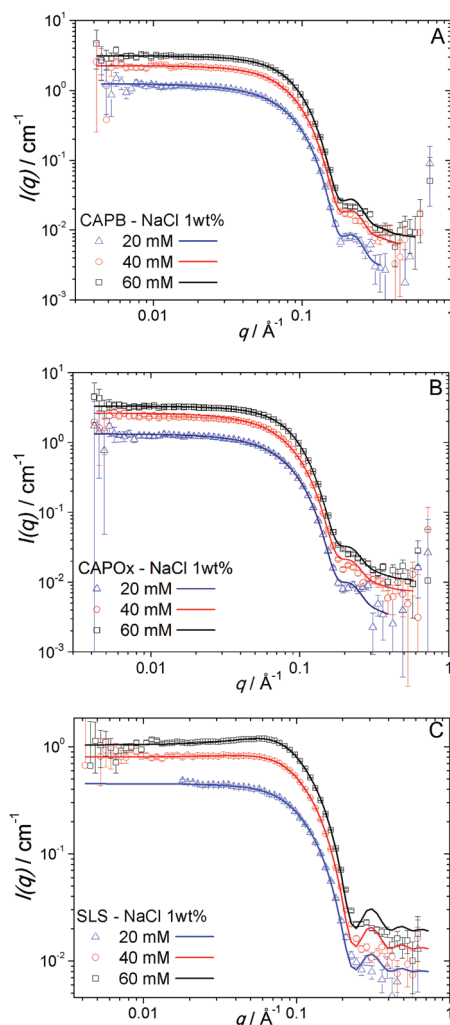 A
I(q) / cm⁻¹
10¹
10⁰
10⁻¹
10⁻²
10⁻³
CAPB - NaCl 1wt%
20 mM
40 mM
60 mM
0.01
0.1
1
q / Å⁻¹
B
I(q) / cm⁻¹
10¹
10⁰
10⁻¹
10⁻²
10⁻³
CAPOx - NaCl 1wt%
20 mM
40 mM
60 mM
0.01
0.1
1
q / Å⁻¹
C
I(q) / cm⁻¹
10⁰
10⁻¹
10⁻²
SLS - NaCl 1wt%
20 mM
40 mM
60 mM
0.01
0.1
1
q / Å⁻¹